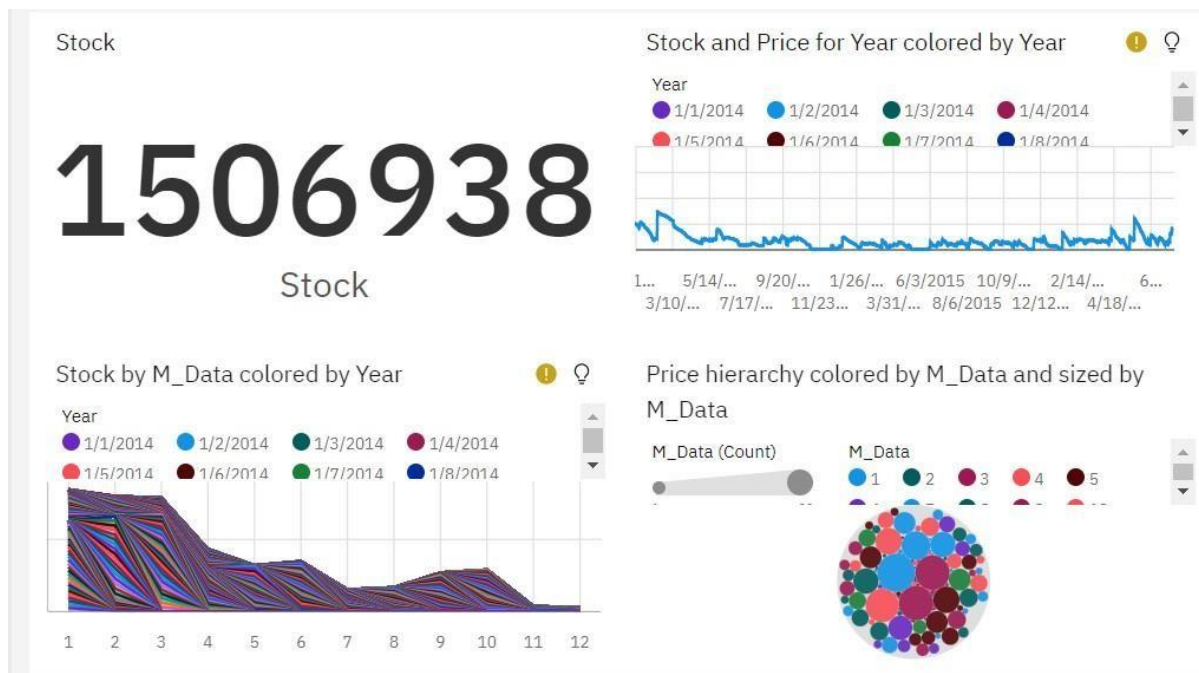 Stock
1506938
Stock
Stock and Price for Year colored by Year
Year
1/1/2014 1/2/2014 1/3/2014 1/4/2014
1/5/2014 1/6/2014 1/7/2014 1/8/2014
1... 5/14/... 9/20/... 1/26/... 6/3/2015 10/9/... 2/14/... 6...
3/10/... 7/17/... 11/23... 3/31/... 8/6/2015 12/12... 4/18/...
Stock by M_Data colored by Year
Year
1/1/2014 1/2/2014 1/3/2014 1/4/2014
1/5/2014 1/6/2014 1/7/2014 1/8/2014
1 2 3 4 5 6 7 8 9 10 11 12
Price hierarchy colored by M_Data and sized by
M_Data
M_Data (Count)
M_Data
1 2 3 4 5